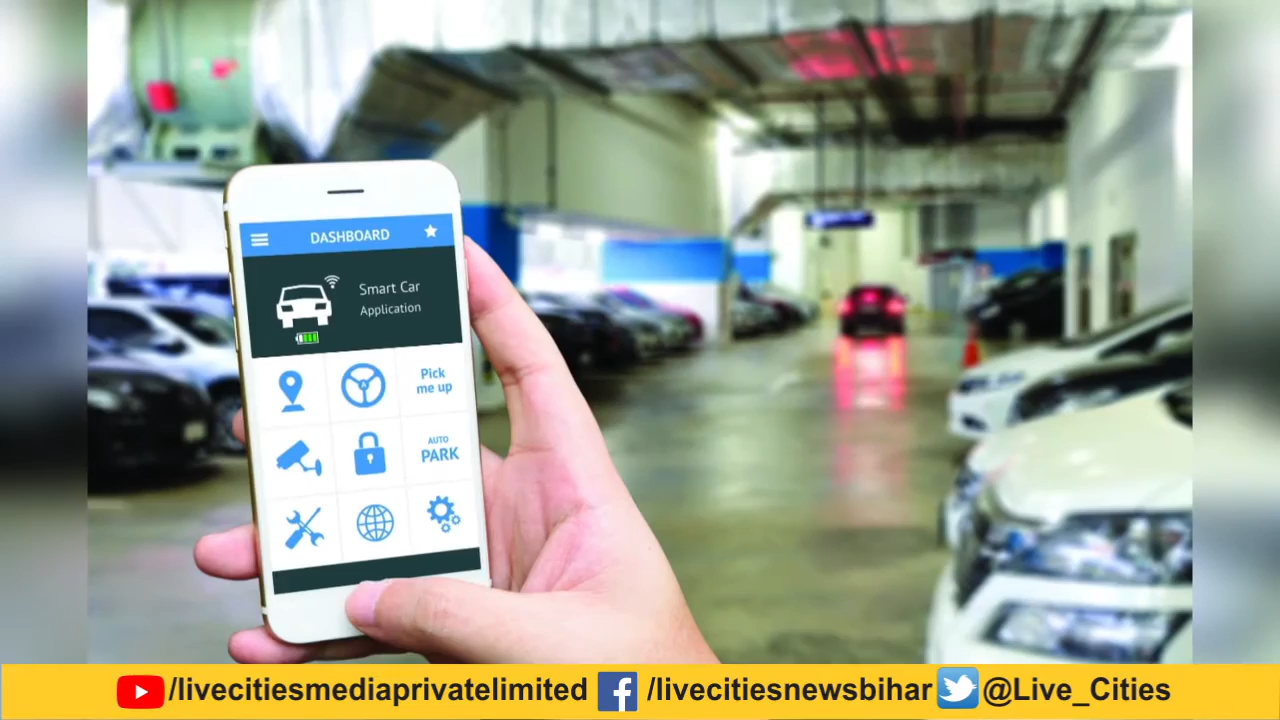 DASHBOARD
Smart Car
Application
Pick
me up
AUTO
PARK
/livecitiesmediaprivatelimited /livecitiesnewsbihar @Live_Cities